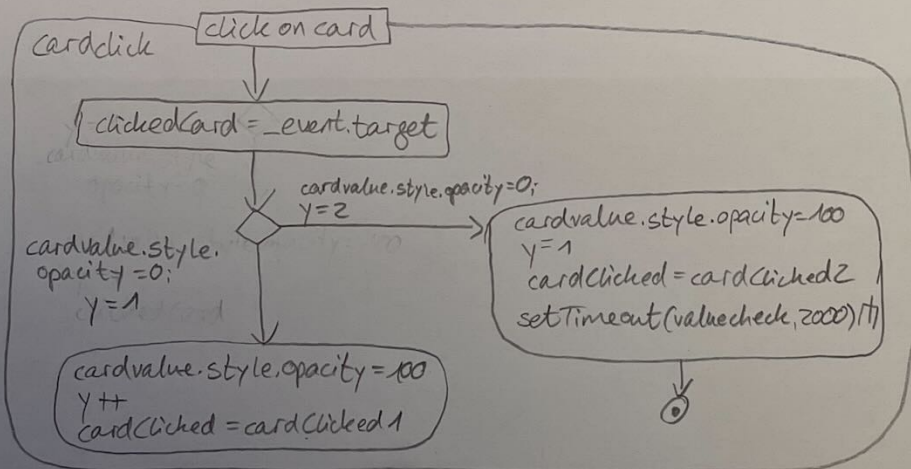 cardclick
click on card
clickedCard = _event.target
cardvalue.style.opacity=0;
y=2
cardvalue.style.
opacity=0;
y=1
cardvalue.style.opacity=100
y=1
cardClicked=cardClicked2
setTimeout(valuecheck,2000)
cardvalue.style.opacity=100
y++
cardClicked=cardClicked1